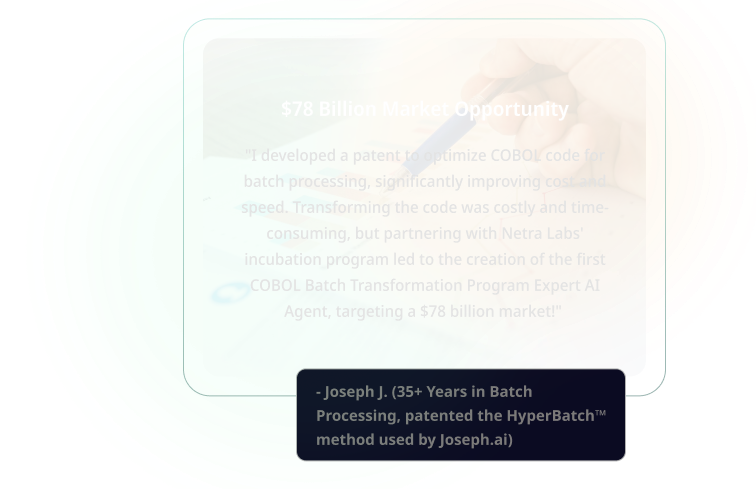 $78 Billion Market Opportunity
"I developed a patent to optimize COBOL code for
batch processing, significantly improving cost and
speed. Transforming the code was costly and time-
consuming, but partnering with Netra Labs'
incubation program led to the creation of the first
COBOL Batch Transformation Program Expert AI
Agent, targeting a $78 billion market!"
- Joseph J. (35+ Years in Batch
Processing, patented the HyperBatch™
method used by Joseph.ai)